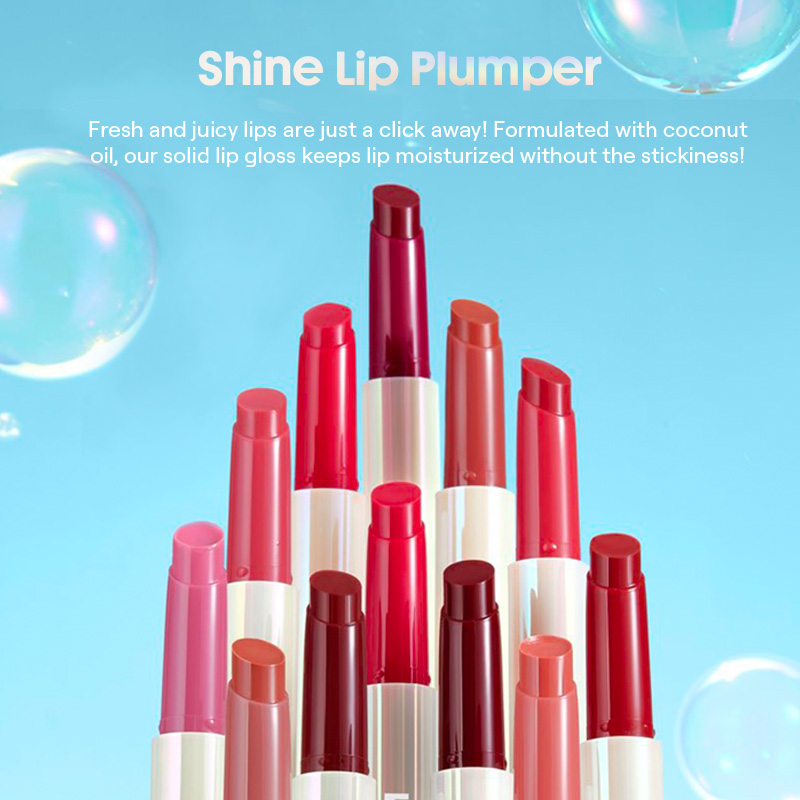 Shine Lip Plumper
Fresh and juicy lips are just a click away! Formulated with coconut
oil, our solid lip gloss keeps lip moisturized without the stickiness!